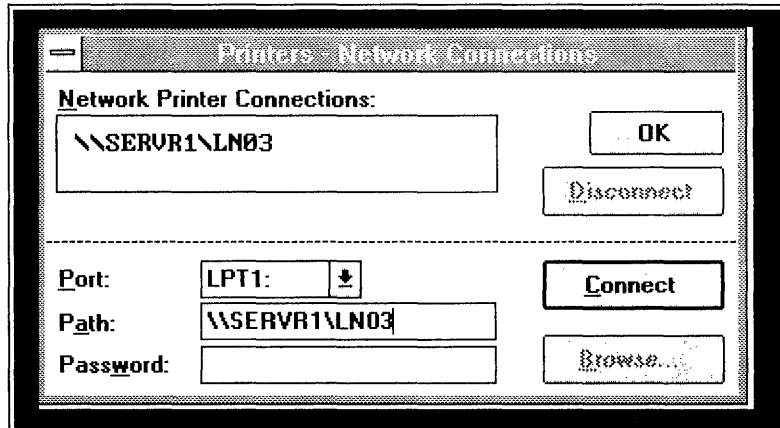 Printers - Network Connections
Network Printer Connections:
\\SERVR1\LN03
OK
Disconnect
Port:
LPT1:
Connect
Path:
\\SERVR1\LN03
Password:
Browse...